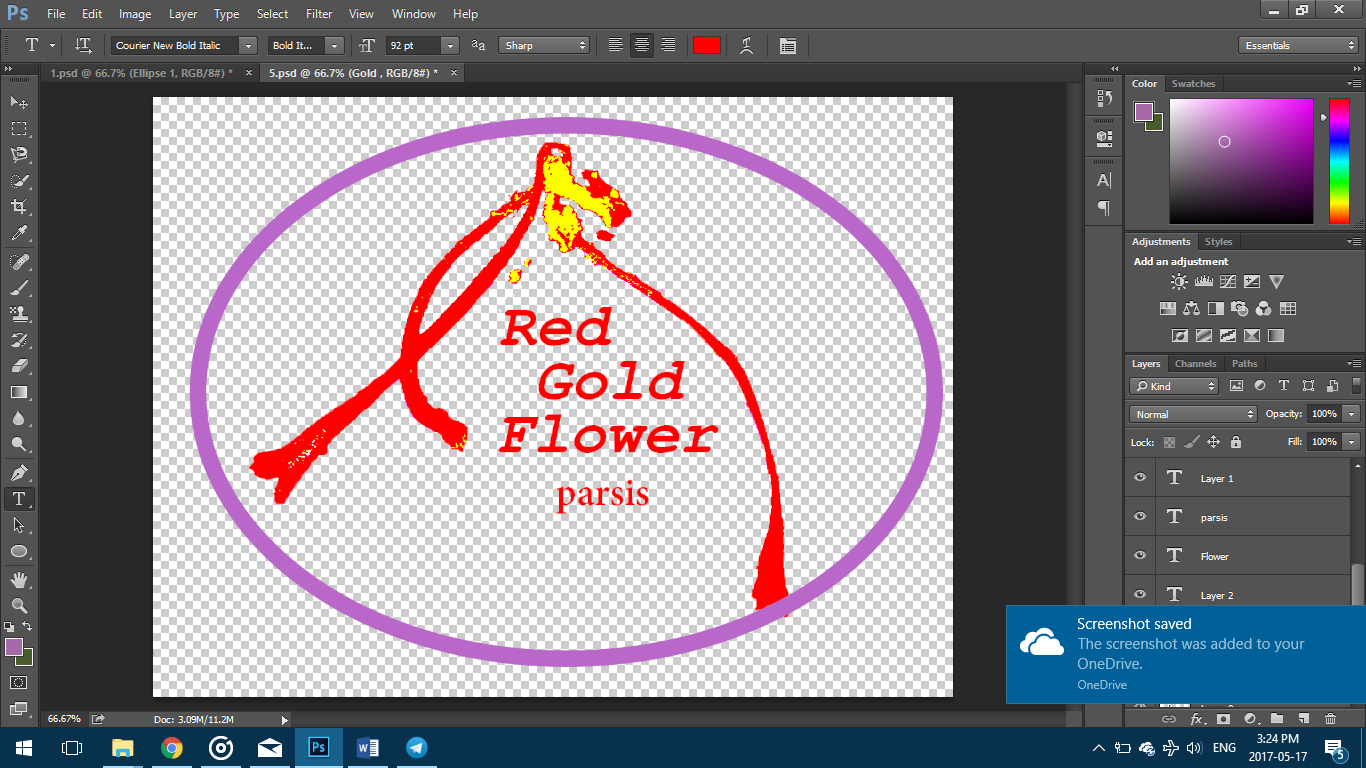 Ps File Edit Image Layer Type Select Filter View Window Help
T Courier New Bold Italic Bold It... 92 pt Sharp Essentials
1.psd @ 66.7% (Ellipse 1, RGB/8#) * × 5.psd @ 66.7% (Gold , RGB/8#) * ×
Color Swatches
Adjustments Styles
Add an adjustment
Layers Channels Paths
Kind
Normal Opacity: 100%
Lock: Fill: 100%
T Layer 1
T parsis
T Flower
T Layer 2
Red
Gold
Flower
parsis
Screenshot saved
The screenshot was added to your
OneDrive.
OneDrive
66.67% Doc: 3.09M/11.2M
fx
ENG 3:24 PM
2017-05-17
5